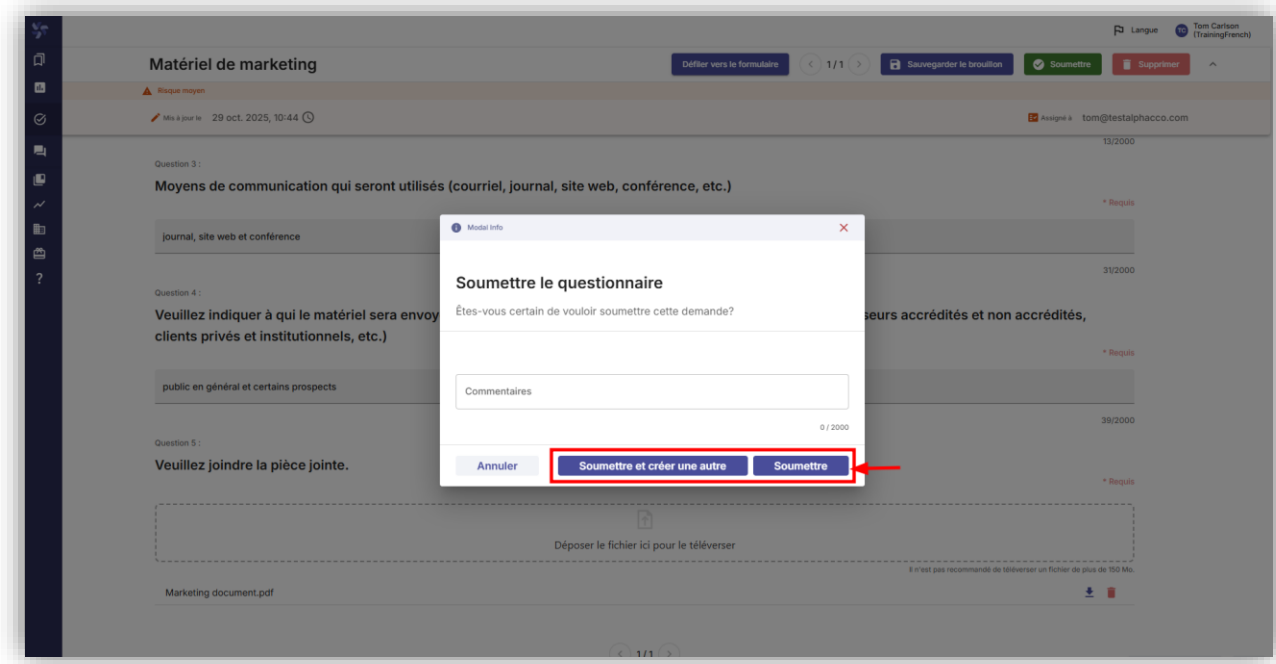 Langue
TC
Tom Carlson
(TrainingFrench)
Matériel de marketing
Défiler vers le formulaire
1/1
Sauvegarder le brouillon
Soumettre
Supprimer
Risque moyen
Mis à jour le 29 oct. 2025, 10:44
Assigné à tom@testalphacco.com
13/2000
Question 3 :
Moyens de communication qui seront utilisés (courriel, journal, site web, conférence, etc.)
* Requis
journal, site web et conférence
31/2000
Modal Info
Soumettre le questionnaire
Êtes-vous certain de vouloir soumettre cette demande?
Commentaires
0 / 2000
Annuler
Soumettre et créer une autre
Soumettre
Question 4 :
Veuillez indiquer à qui le matériel sera envoy
seurs accrédités et non accrédités,
clients privés et institutionnels, etc.)
* Requis
public en général et certains prospects
39/2000
Question 5 :
Veuillez joindre la pièce jointe.
* Requis
Déposer le fichier ici pour le téléverser
Il n'est pas recommandé de téléverser un fichier de plus de 150 Mo.
Marketing document.pdf
1/1
?